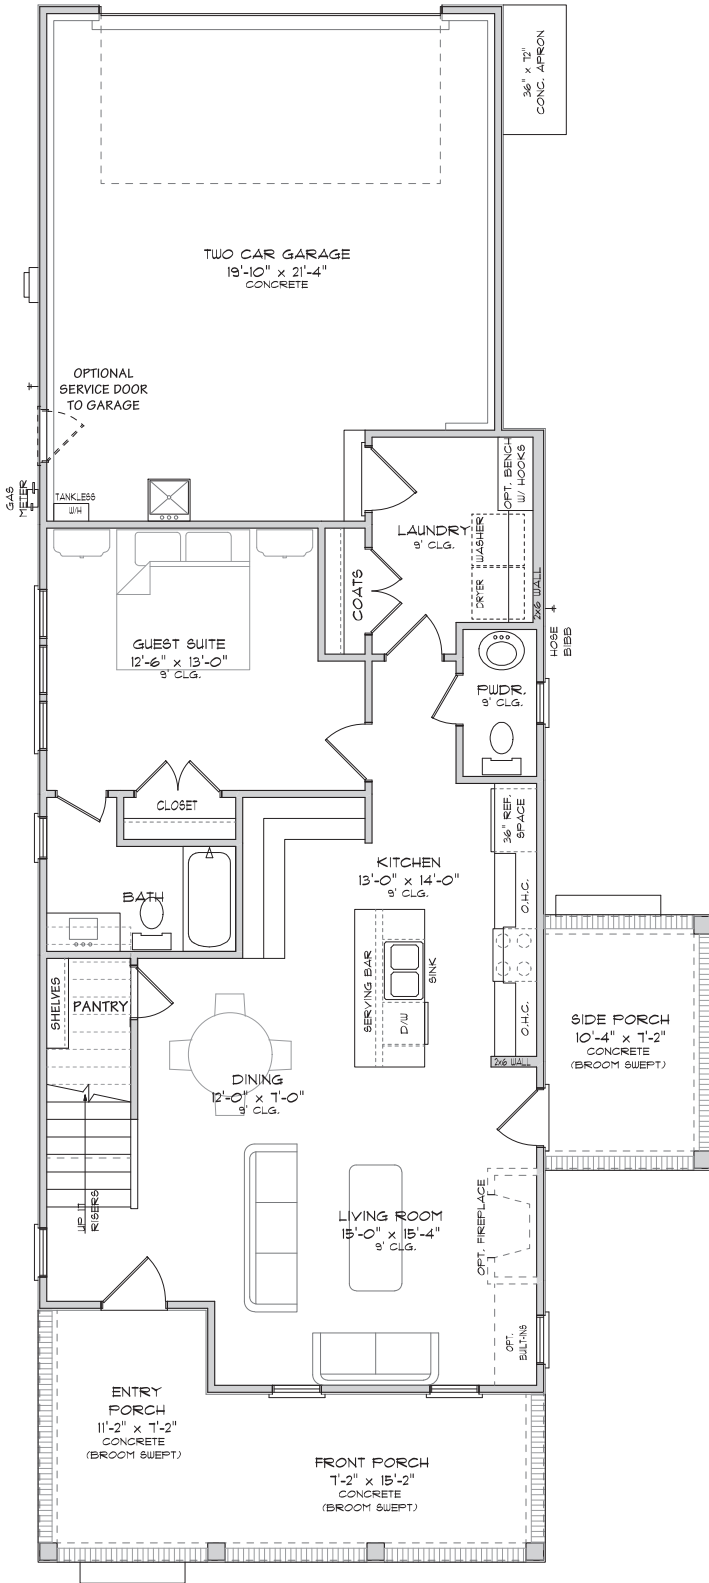 36" x 72"
CONC. APRON
TWO CAR GARAGE
19'-10" x 21'-4"
CONCRETE
OPTIONAL
SERVICE DOOR
TO GARAGE
GAS
METER
TANKLESS
W/H
OPT. BENCH
W/ HOOKS
LAUNDRY
9' CLG.
WASHER
DRYER
COATS
2x6 WALL
HOSE
BIBB
GUEST SUITE
12'-6" x 13'-0"
9' CLG.
PWDR.
9' CLG.
CLOSET
36" REF.
SPACE
KITCHEN
13'-0" x 14'-0"
9' CLG.
BATH
O.H.C.
SERVING BAR
SINK
D/W
O.H.C.
SHELVES
PANTRY
SIDE PORCH
10'-4" x 7'-2"
CONCRETE
(BROOM SWEPT)
2x6 WALL
DINING
12'-0" x 7'-0"
9' CLG.
UP 17
RISERS
LIVING ROOM
15'-0" x 15'-4"
9' CLG.
OPT. FIREPLACE
OPT.
BUILT-INS
ENTRY
PORCH
11'-2" x 7'-2"
CONCRETE
(BROOM SWEPT)
FRONT PORCH
7'-2" x 15'-2"
CONCRETE
(BROOM SWEPT)